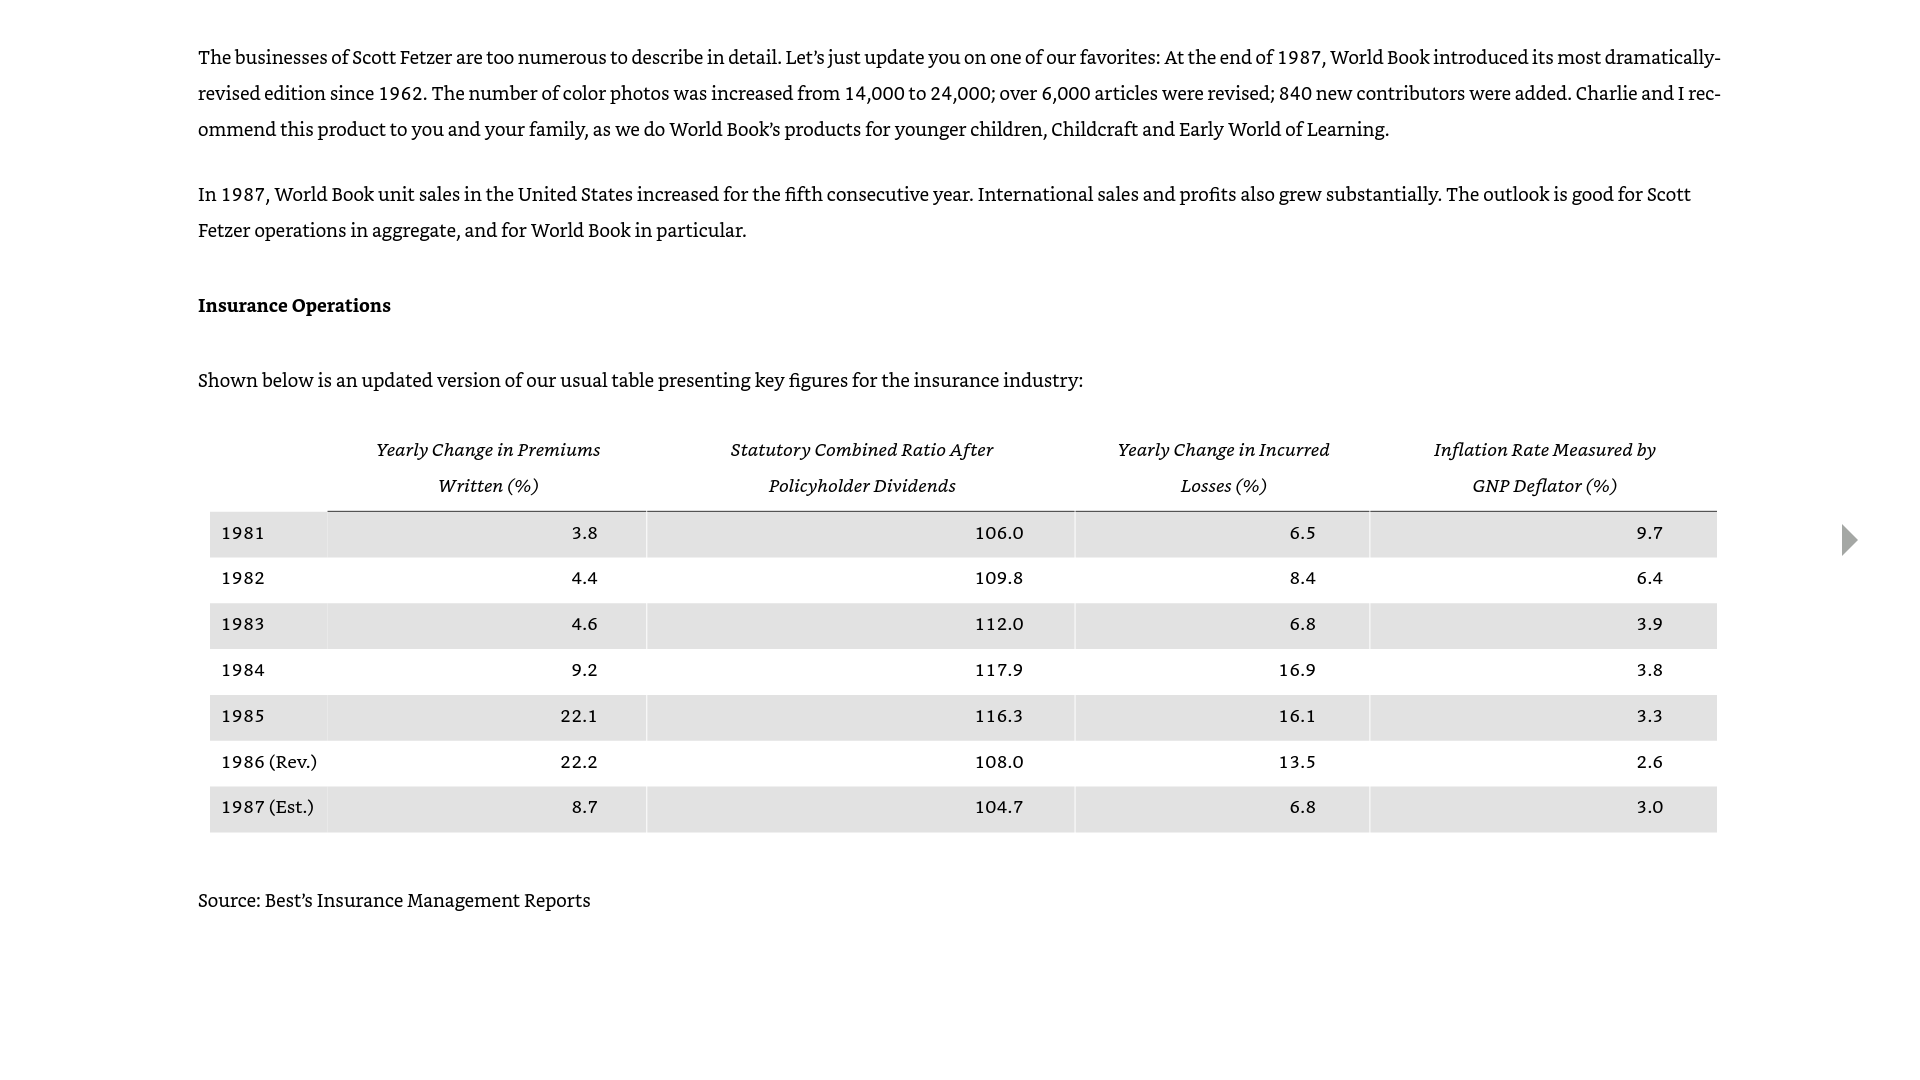 The businesses of Scott Fetzer are too numerous to describe in detail. Let’s just update you on one of our favorites: At the end of 1987, World Book introduced its most dramatically-
revised edition since 1962. The number of color photos was increased from 14,000 to 24,000; over 6,000 articles were revised; 840 new contributors were added. Charlie and I rec-
ommend this product to you and your family, as we do World Book’s products for younger children, Childcraft and Early World of Learning.
In 1987, World Book unit sales in the United States increased for the fifth consecutive year. International sales and profits also grew substantially. The outlook is good for Scott
Fetzer operations in aggregate, and for World Book in particular.
Insurance Operations
Shown below is an updated version of our usual table presenting key figures for the insurance industry:
Yearly Change in Premiums Statutory Combined Ratio After Yearly Change in Incurred Inflation Rate Measured by
Written (%) Policyholder Dividends Losses (%) GNP Deflator (%)
1981 3.8 106.0 6.5 9.7
1982 4.4 109.8 8.4 6.4
1983 4.6 112.0 6.8 3.9
1984 9.2 117.9 16.9 3.8
1985 22.1 116.3 16.1 3.3
1986 (Rev.) 22.2 108.0 13.5 2.6
1987 (Est.) 8.7 104.7 6.8 3.0
Source: Best’s Insurance Management Reports